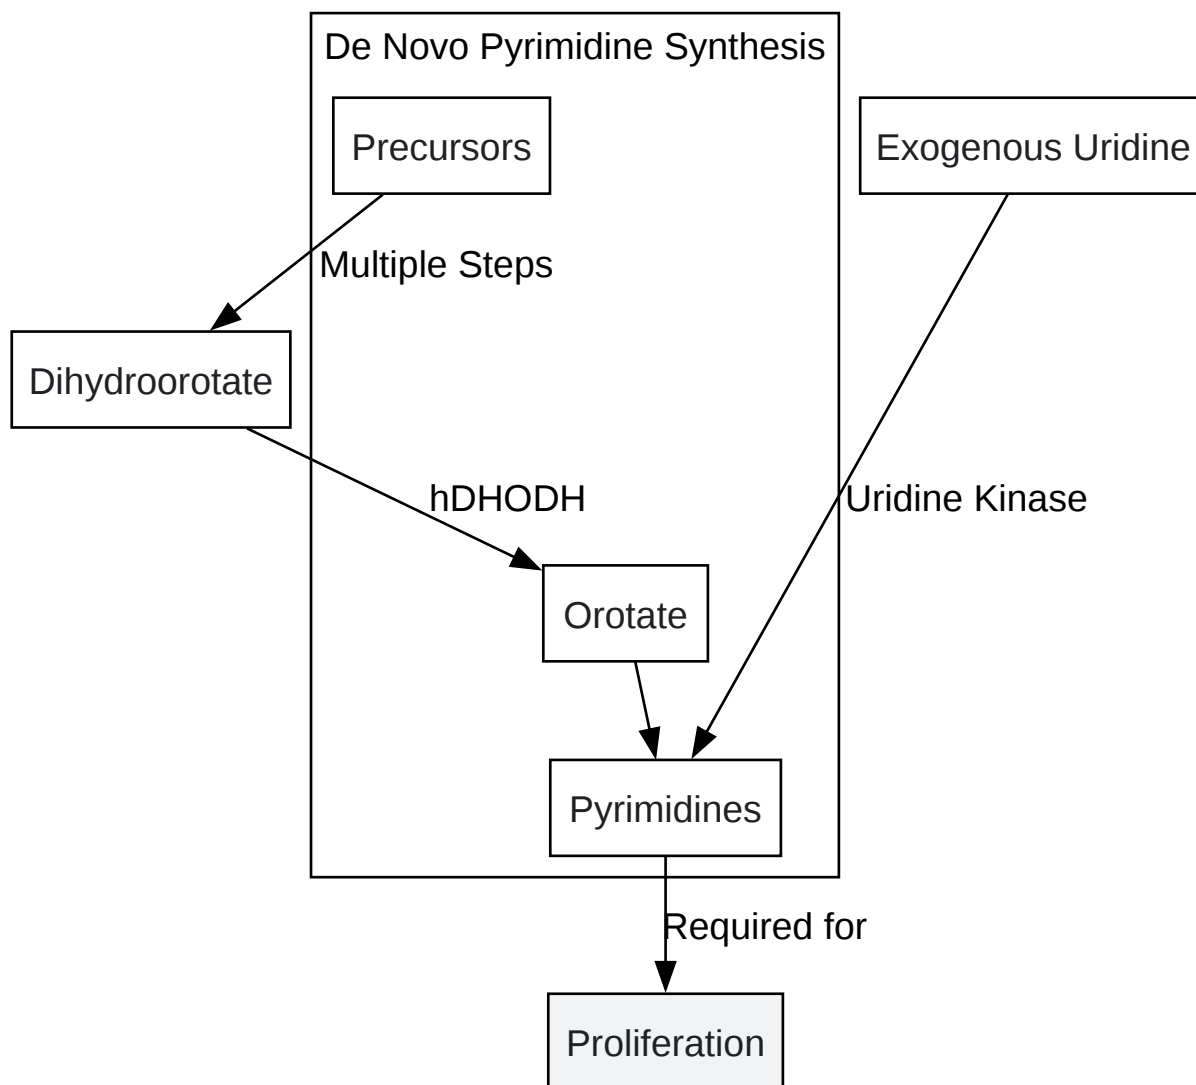 De Novo Pyrimidine Synthesis
Precursors
Exogenous Uridine
Multiple Steps
Dihydroorotate
hDHODH
Uridine Kinase
Orotate
Pyrimidines
Required for
Proliferation